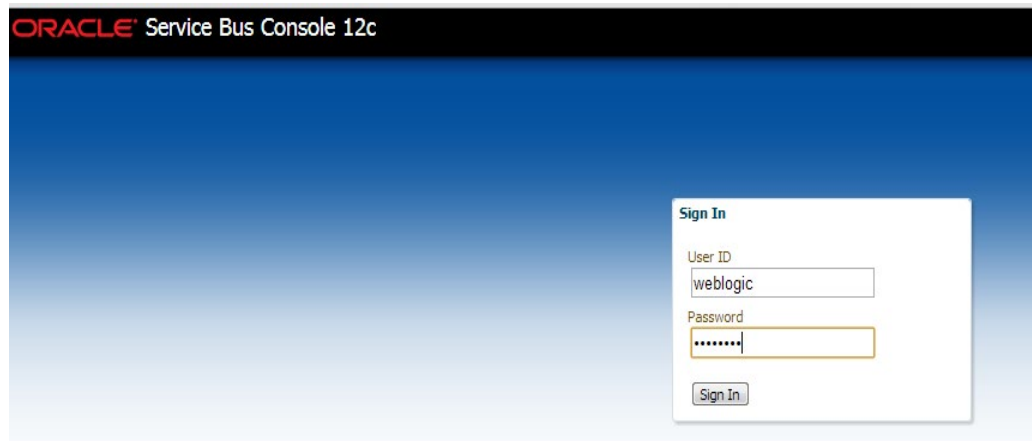 ORACLE® Service Bus Console 12c
Sign In
User ID
weblogic
Password
••••••••
Sign In